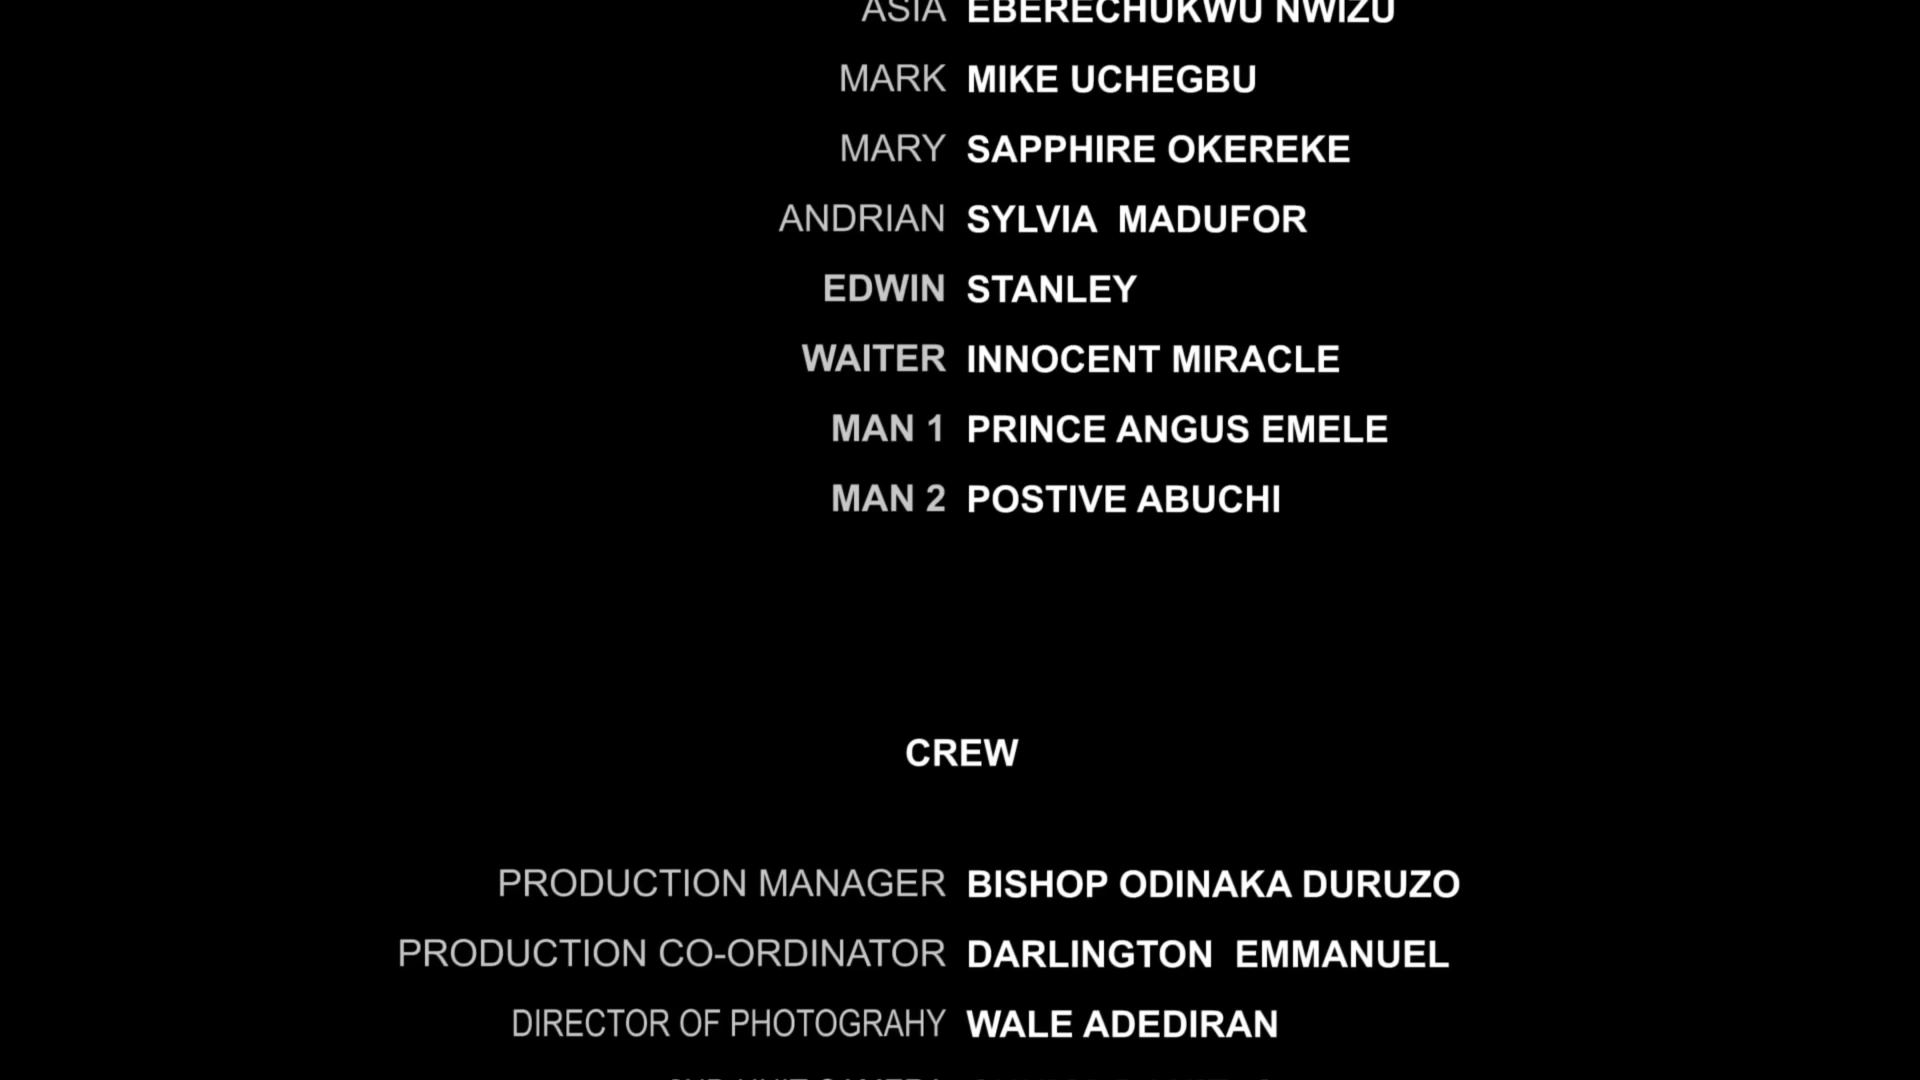 ASIA EBERECHUKWU NWIZU
MARK MIKE UCHEGBU
MARY SAPPHIRE OKEREKE
ANDRIAN SYLVIA MADUFOR
EDWIN STANLEY
WAITER INNOCENT MIRACLE
MAN 1 PRINCE ANGUS EMELE
MAN 2 POSTIVE ABUCHI
CREW
PRODUCTION MANAGER BISHOP ODINAKA DURUZO
PRODUCTION CO-ORDINATOR DARLINGTON EMMANUEL
DIRECTOR OF PHOTOGRAHY WALE ADEDIRAN